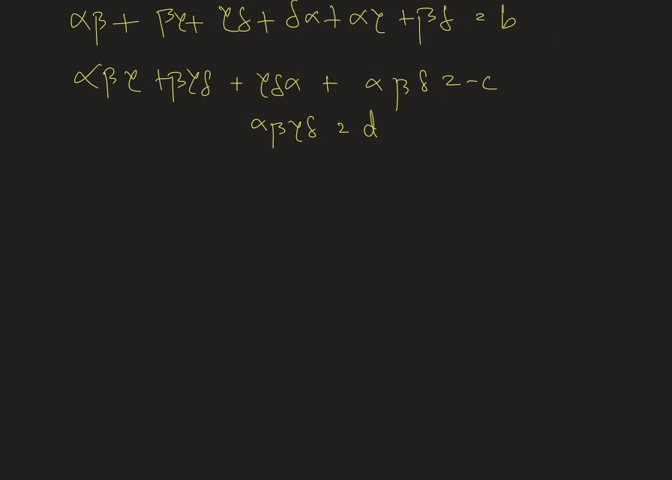 αβ + βγ + γδ + δα + αγ + βδ = b
αβγ + βγδ + γδα + αβδ = -c
αβγδ = d